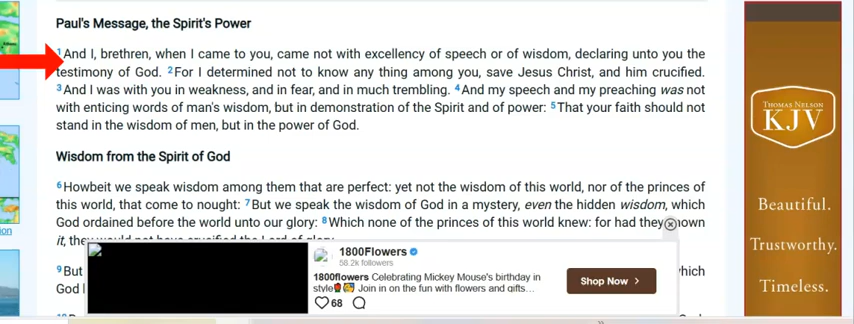 Paul's Message, the Spirit's Power
1And I, brethren, when I came to you, came not with excellency of speech or of wisdom, declaring unto you the
testimony of God. 2For I determined not to know any thing among you, save Jesus Christ, and him crucified.
3And I was with you in weakness, and in fear, and in much trembling. 4And my speech and my preaching was not
with enticing words of man's wisdom, but in demonstration of the Spirit and of power: 5That your faith should not
stand in the wisdom of men, but in the power of God.
Wisdom from the Spirit of God
6Howbeit we speak wisdom among them that are perfect: yet not the wisdom of this world, nor of the princes of
this world, that come to nought: 7But we speak the wisdom of God in a mystery, even the hidden wisdom, which
God ordained before the world unto our glory: 8Which none of the princes of this world knew: for had they
it, they would not have crucified the Lord of glory.
9But
God
1800Flowers
58.2k followers
1800flowers Celebrating Mickey Mouse's birthday in
style Join in on the fun with flowers and gifts...
68
Shop Now >
THOMAS NELSON
KJV
Beautiful.
Trustworthy.
Timeless.